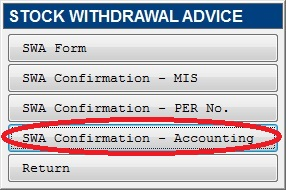 STOCK WITHDRAWAL ADVICE
SWA Form
SWA Confirmation - MIS
SWA Confirmation - PER No.
SWA Confirmation - Accounting
Return